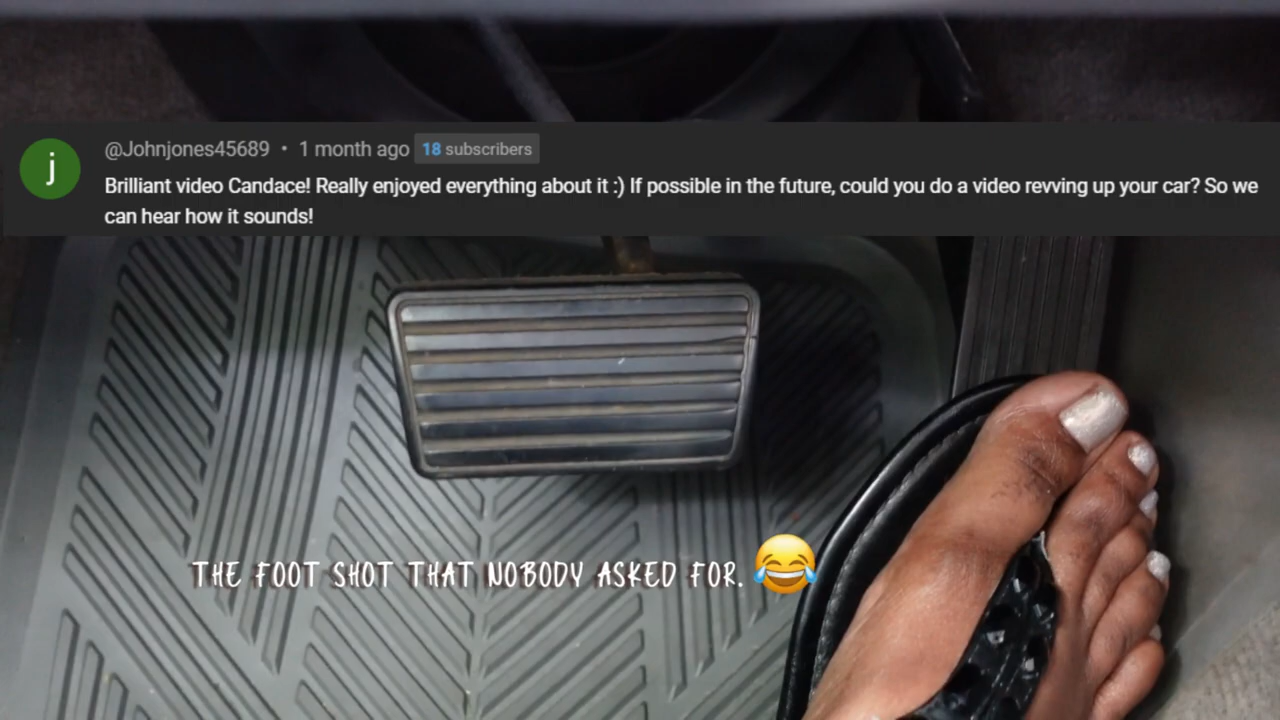 j
@Johnjones45689 • 1 month ago 18 subscribers
Brilliant video Candace! Really enjoyed everything about it :) If possible in the future, could you do a video revving up your car? So we
can hear how it sounds!
THE FOOT SHOT THAT NOBODY ASKED FOR. 😂